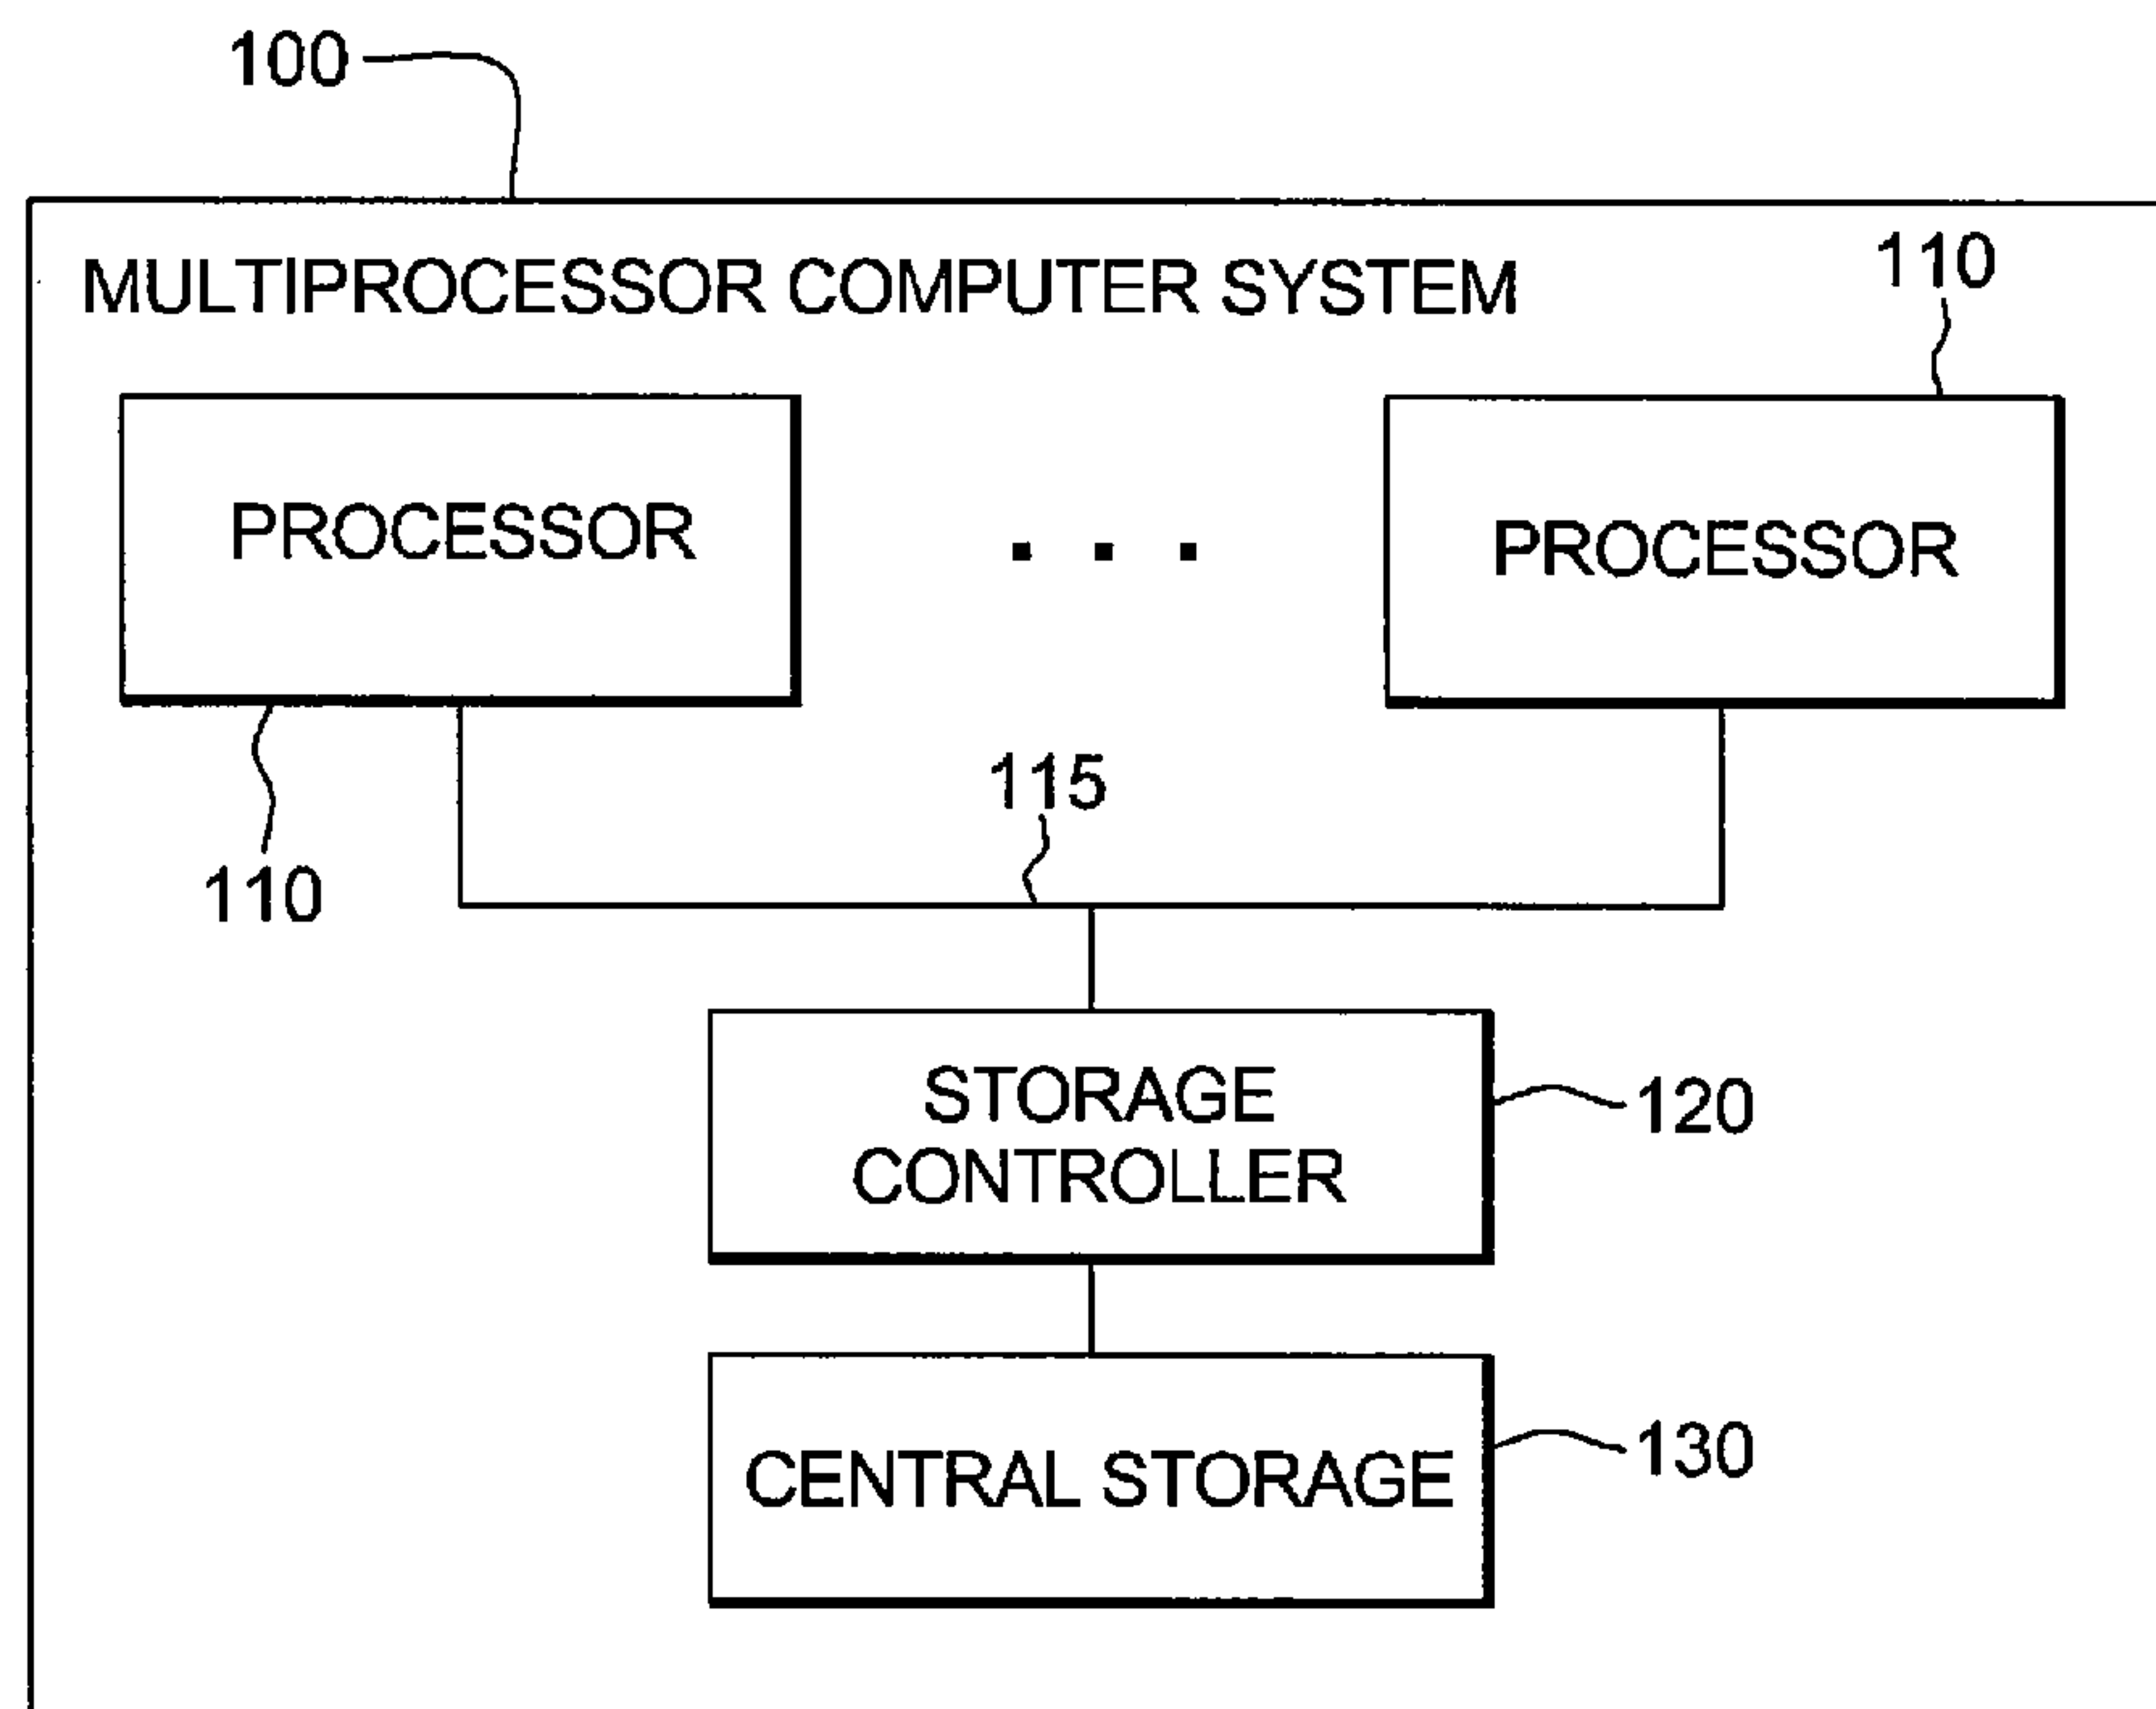 100
MULTIPROCESSOR COMPUTER SYSTEM
110
PROCESSOR
. . .
PROCESSOR
115
110
STORAGE
CONTROLLER
120
CENTRAL STORAGE
130